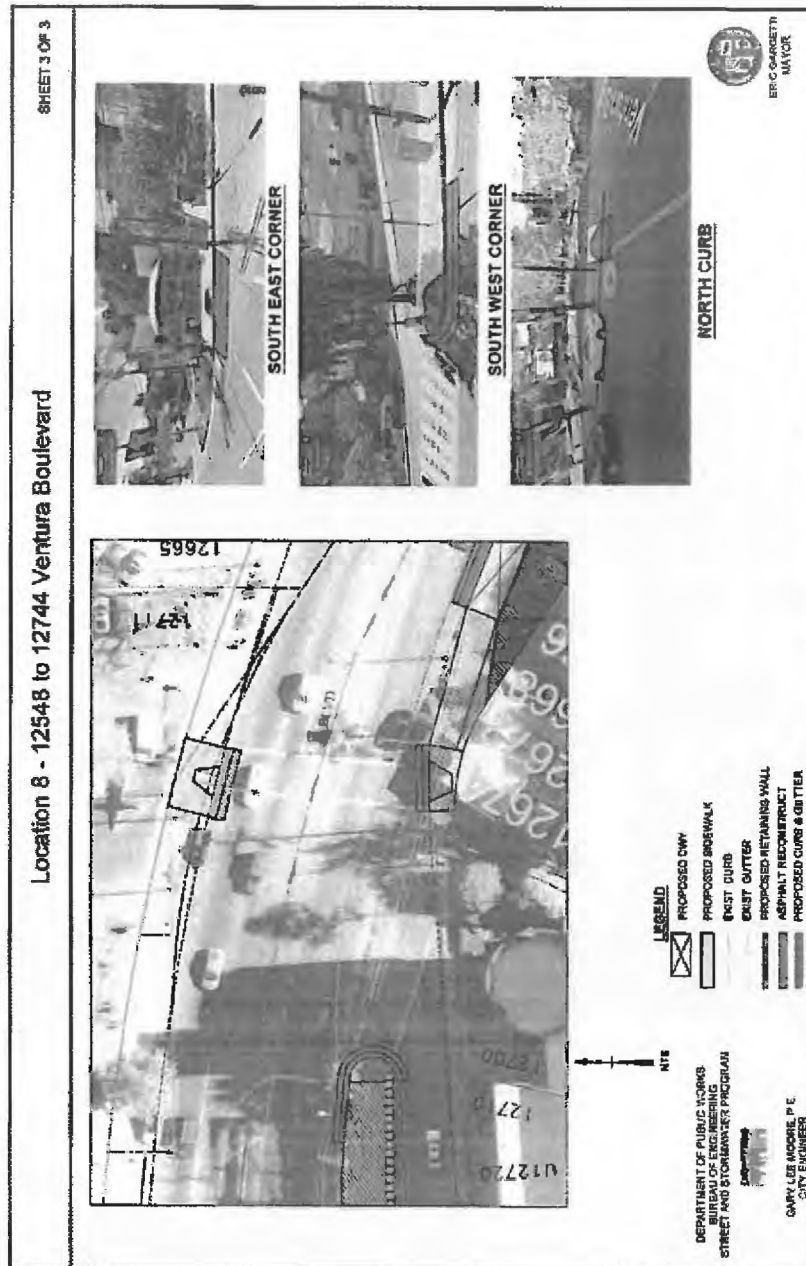 SHEET 3 OF 3
Location 8 - 12548 to 12744 Ventura Boulevard
12665
12711
12700
12710
U12720
SOUTH EAST CORNER
SOUTH WEST CORNER
NORTH CURB
LEGEND
PROPOSED DWY
PROPOSED SIDEWALK
EXIST CURB
EXIST GUTTER
PROPOSED RETAINING WALL
ASPHALT RECONSTRUCT
PROPOSED CURB & GUTTER
NTS
DEPARTMENT OF PUBLIC WORKS
BUREAU OF ENGINEERING
STREET AND STORMWATER PROGRAM
GARY LEE MOORE, P.E.
CITY ENGINEER
ERIC GARCETTI
MAYOR